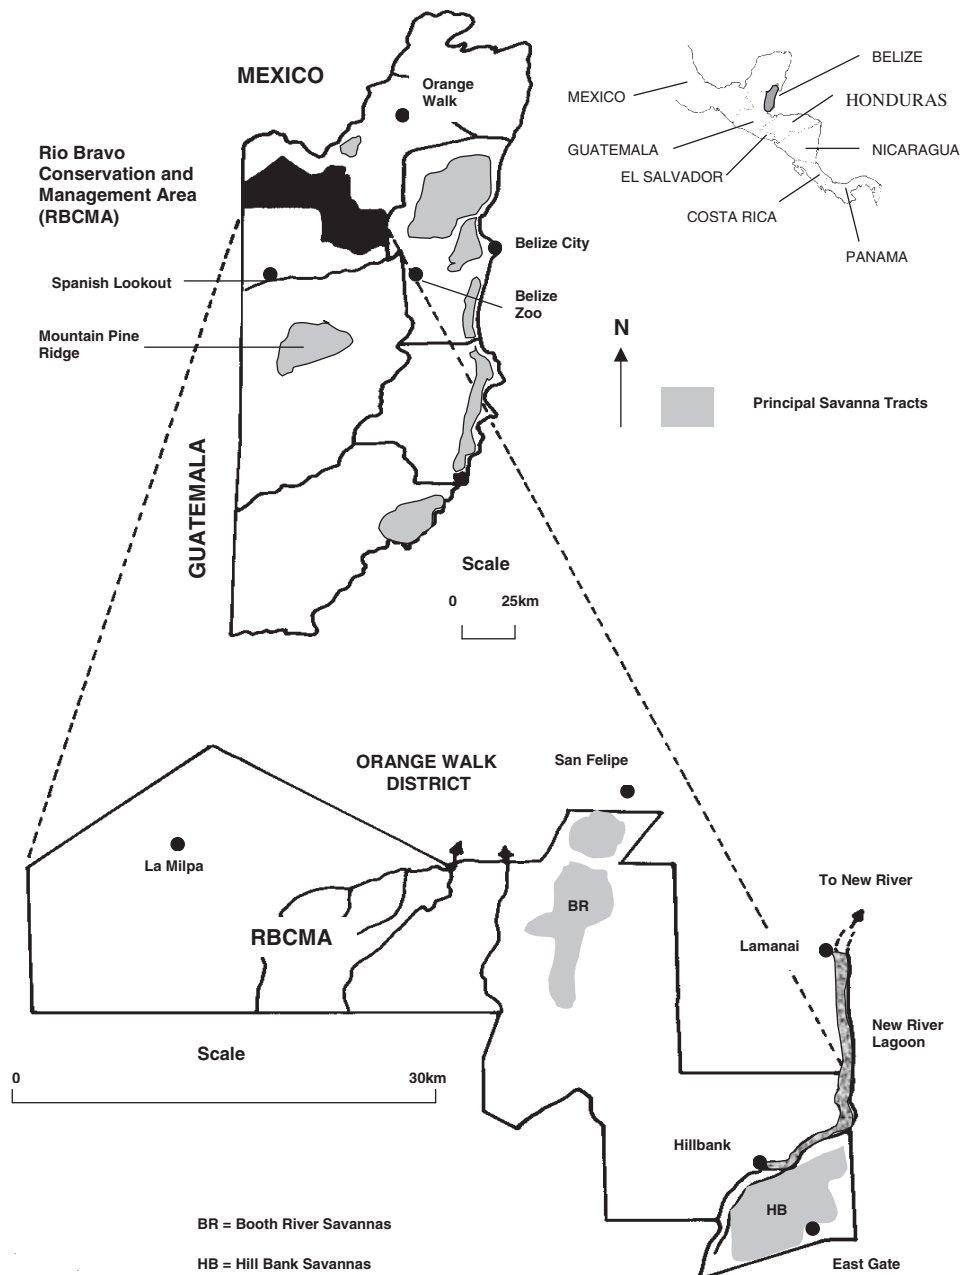 MEXICO
Orange
Walk
Rio Bravo
Conservation and
Management Area
(RBCMA)
Spanish Lookout
Mountain Pine
Ridge
Belize City
Belize
Zoo
GUATEMALA
BELIZE
MEXICO
HONDURAS
GUATEMALA
NICARAGUA
EL SALVADOR
COSTA RICA
PANAMA
N
Principal Savanna Tracts
Scale
0 25km
ORANGE WALK
DISTRICT
San Felipe
La Milpa
BR
To New River
RBCMA
Lamanai
New River
Lagoon
Scale
0 30km
Hillbank
HB
BR = Booth River Savannas
HB = Hill Bank Savannas
East Gate